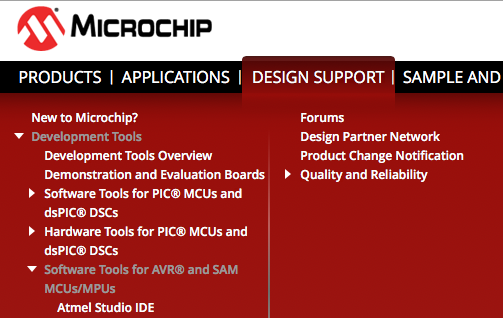 MICROCHIP
PRODUCTS | APPLICATIONS | DESIGN SUPPORT | SAMPLE AND
New to Microchip?
Development Tools
Development Tools Overview
Demonstration and Evaluation Boards
Software Tools for PIC® MCUs and
dsPIC® DSCs
Hardware Tools for PIC® MCUs and
dsPIC® DSCs
Software Tools for AVR® and SAM
MCUs/MPUs
Atmel Studio IDE
Forums
Design Partner Network
Product Change Notification
Quality and Reliability